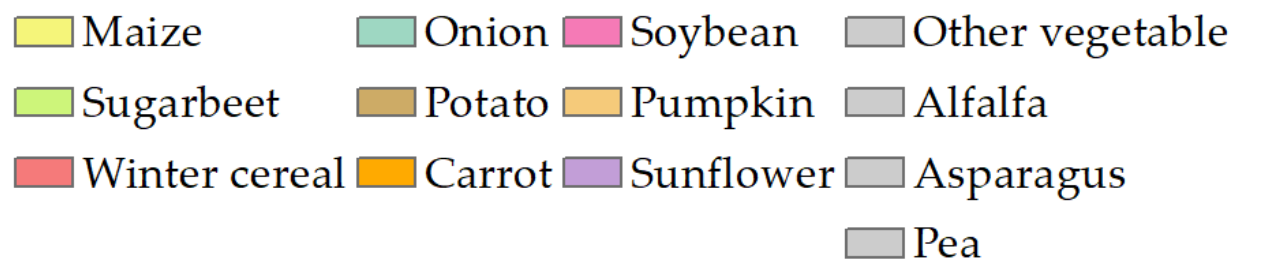 Maize Onion Soybean Other vegetable
Sugarbeet Potato Pumpkin Alfalfa
Winter cereal Carrot Sunflower Asparagus
Pea